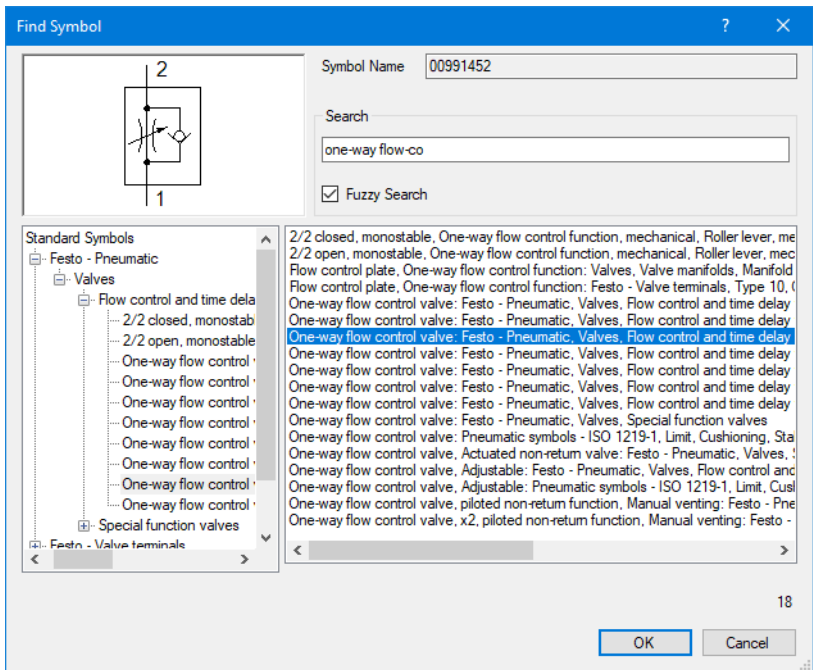 Find Symbol
?
2
1
Symbol Name
00991452
Search
one-way flow-co
Fuzzy Search
Standard Symbols
Festo - Pneumatic
Valves
Flow control and time dela
2/2 closed, monostabl
2/2 open, monostable
One-way flow control
One-way flow control
One-way flow control
One-way flow control
One-way flow control
One-way flow control
One-way flow control
One-way flow control
Special function valves
Festo - Valve terminals
2/2 closed, monostable, One-way flow control function, mechanical, Roller lever, me
2/2 open, monostable, One-way flow control function, mechanical, Roller lever, mec
Flow control plate, One-way flow control function: Valves, Valve manifolds, Manifold
Flow control plate, One-way flow control function: Festo - Valve terminals, Type 10, (
One-way flow control valve: Festo - Pneumatic, Valves, Flow control and time delay
One-way flow control valve: Festo - Pneumatic, Valves, Flow control and time delay
One-way flow control valve: Festo - Pneumatic, Valves, Flow control and time delay
One-way flow control valve: Festo - Pneumatic, Valves, Flow control and time delay
One-way flow control valve: Festo - Pneumatic, Valves, Flow control and time delay
One-way flow control valve: Festo - Pneumatic, Valves, Flow control and time delay
One-way flow control valve: Festo - Pneumatic, Valves, Flow control and time delay
One-way flow control valve: Festo - Pneumatic, Valves, Special function valves
One-way flow control valve: Pneumatic symbols - ISO 1219-1, Limit, Cushioning, Stal
One-way flow control valve, Actuated non-return valve: Festo - Pneumatic, Valves,
One-way flow control valve, Adjustable: Festo - Pneumatic, Valves, Flow control and
One-way flow control valve, Adjustable: Pneumatic symbols - ISO 1219-1, Limit, Cusl
One-way flow control valve, piloted non-return function, Manual venting: Festo - Pne
One-way flow control valve, x2, piloted non-return function, Manual venting: Festo -
18
OK
Cancel